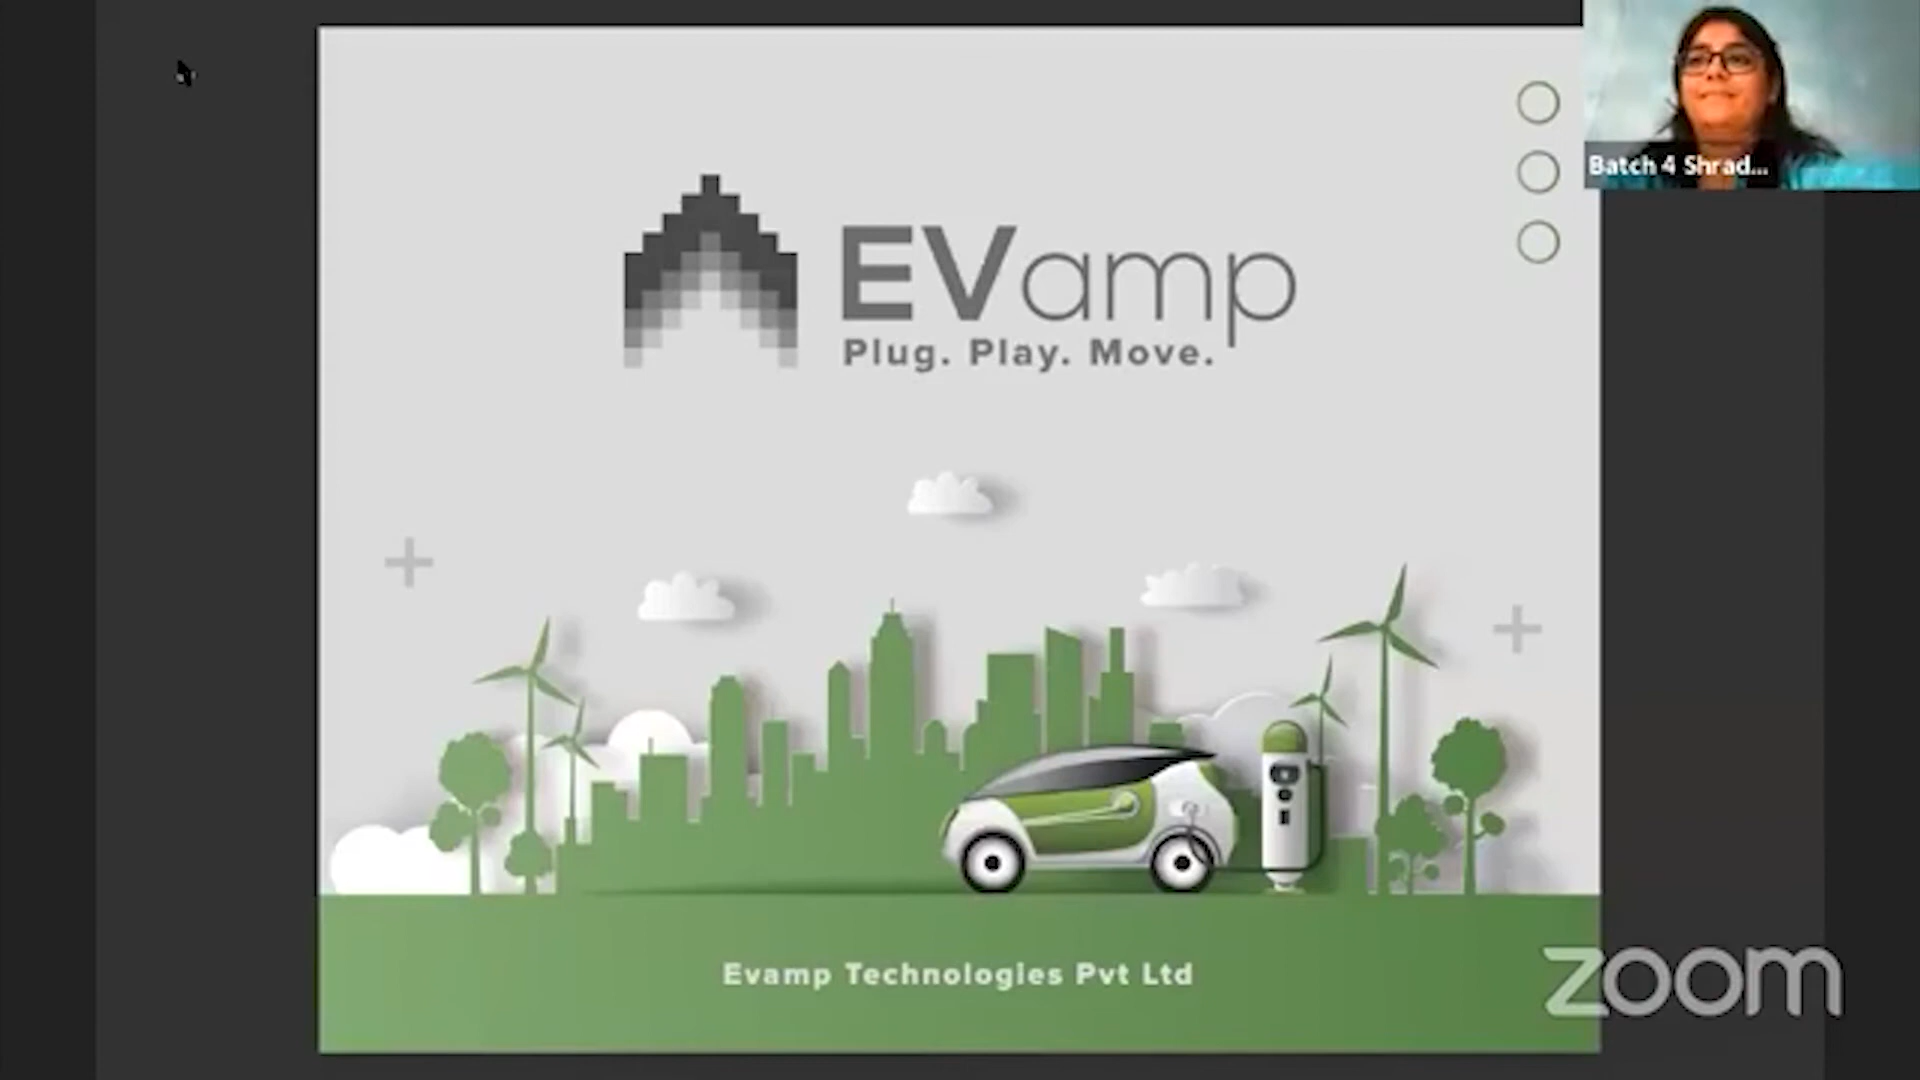 Batch 4 Shrad...
EVamp
Plug. Play. Move.
Evamp Technologies Pvt Ltd
zoom